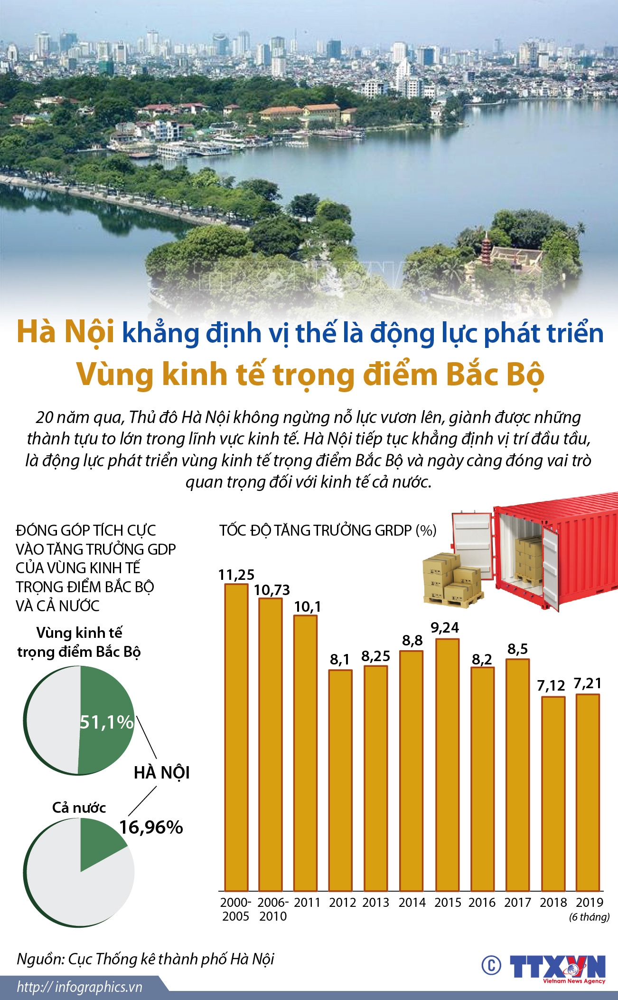 Hà Nội khẳng định vị thế là động lực phát triển
Vùng kinh tế trọng điểm Bắc Bộ
20 năm qua, Thủ đô Hà Nội không ngừng nỗ lực vươn lên, giành được những
thành tựu to lớn trong lĩnh vực kinh tế. Hà Nội tiếp tục khẳng định vị trí đầu tầu,
là động lực phát triển vùng kinh tế trọng điểm Bắc Bộ và ngày càng đóng vai trò
quan trọng đối với kinh tế cả nước.
ĐÓNG GÓP TÍCH CỰC
VÀO TĂNG TRƯỞNG GDP
CỦA VÙNG KINH TẾ
TRỌNG ĐIỂM BẮC BỘ
VÀ CẢ NƯỚC
Vùng kinh tế
trọng điểm Bắc Bộ
51,1%
HÀ NỘI
Cả nước
16,96%
TỐC ĐỘ TĂNG TRƯỞNG GRDP (%)
11,25
10,73
10,1
8,1
8,25
8,8
9,24
8,2
8,5
7,12
7,21
2000-
2005
2006-
2010
2011
2012
2013
2014
2015
2016
2017
2018
2019
(6 tháng)
Nguồn: Cục Thống kê thành phố Hà Nội
http:// infographics.vn
© TTXVN
Vietnam News Agency